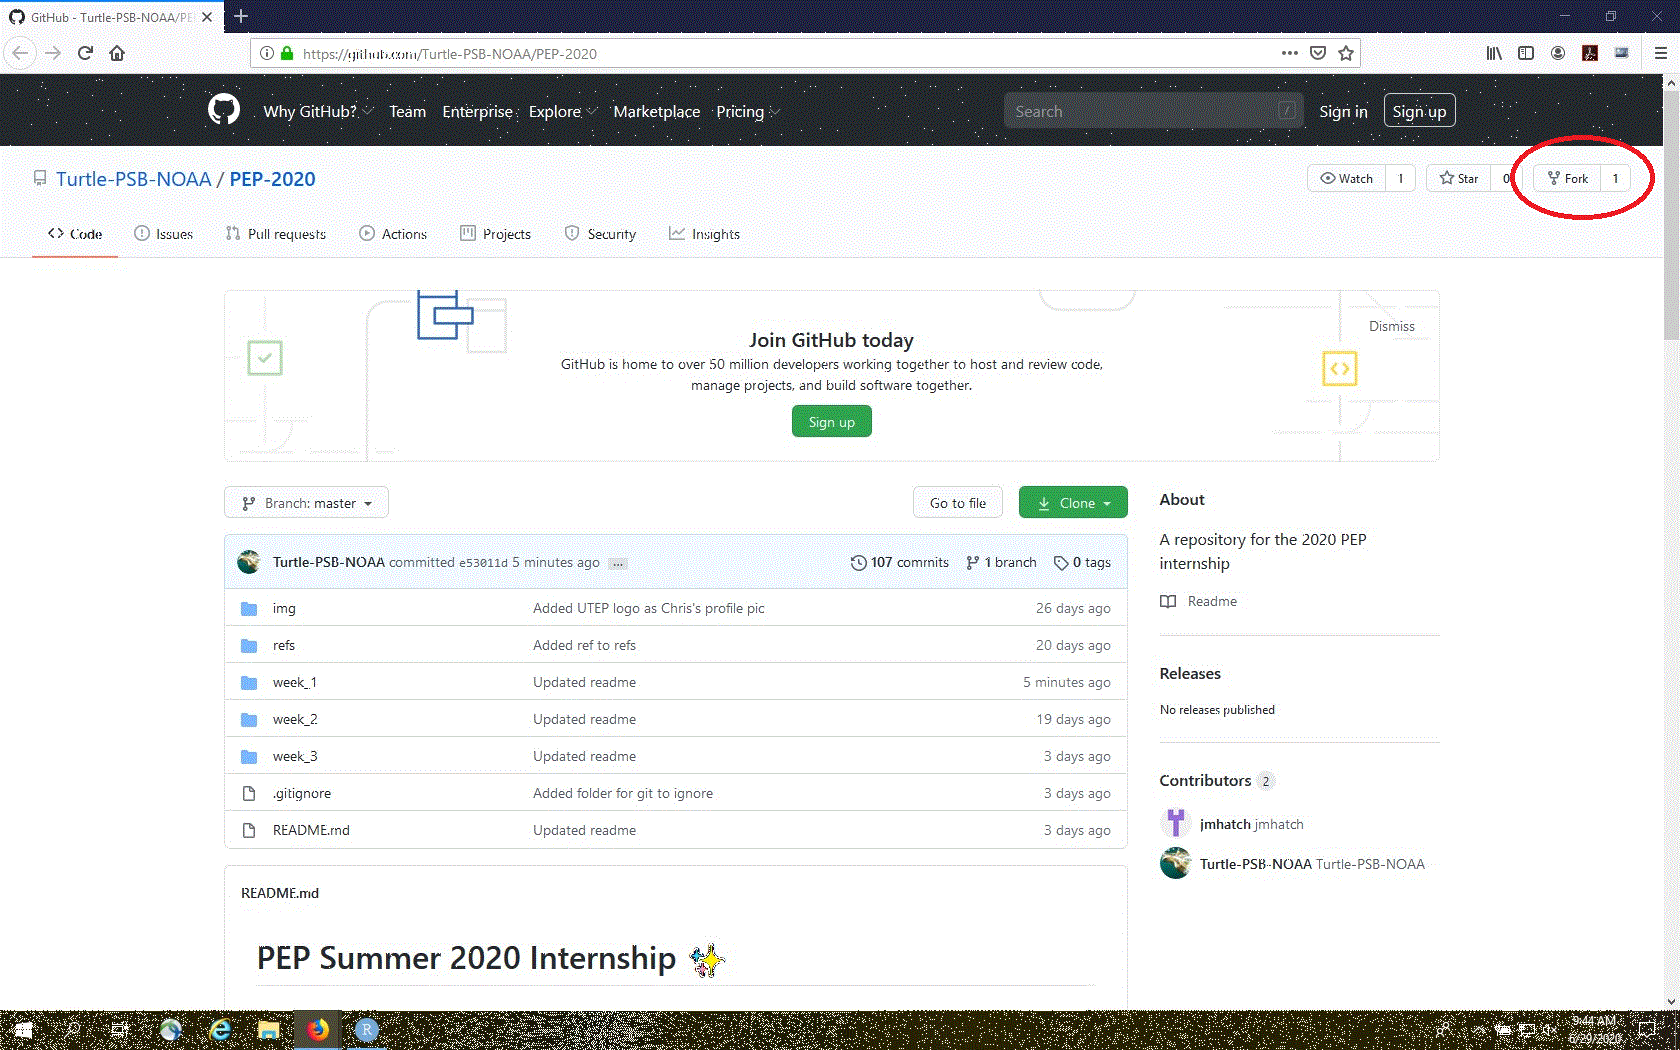 GitHub - Turtle-PSB-NOAA/PE
https://github.com/Turtle-PSB-NOAA/PEP-2020
Why GitHub? Team Enterprise Explore Marketplace Pricing Search / Sign in Sign up
Turtle-PSB-NOAA / PEP-2020 Watch 1 Star 0 Fork 1
Code Issues Pull requests Actions Projects Security Insights
Dismiss
Join GitHub today
GitHub is home to over 50 million developers working together to host and review code,
manage projects, and build software together.
Sign up
Branch: master Go to file Clone
About
A repository for the 2020 PEP
internship
Readme
Releases
No releases published
Contributors 2
jmhatch jmhatch
Turtle-PSB-NOAA Turtle-PSB-NOAA
Turtle-PSB-NOAA committed e53011d 5 minutes ago ... 107 commits 1 branch 0 tags
img Added UTEP logo as Chris's profile pic 26 days ago
refs Added ref to refs 20 days ago
week_1 Updated readme 5 minutes ago
week_2 Updated readme 19 days ago
week_3 Updated readme 3 days ago
.gitignore Added folder for git to ignore 3 days ago
README.md Updated readme 3 days ago
README.md
PEP Summer 2020 Internship
R
9:44 AM
6/29/2020